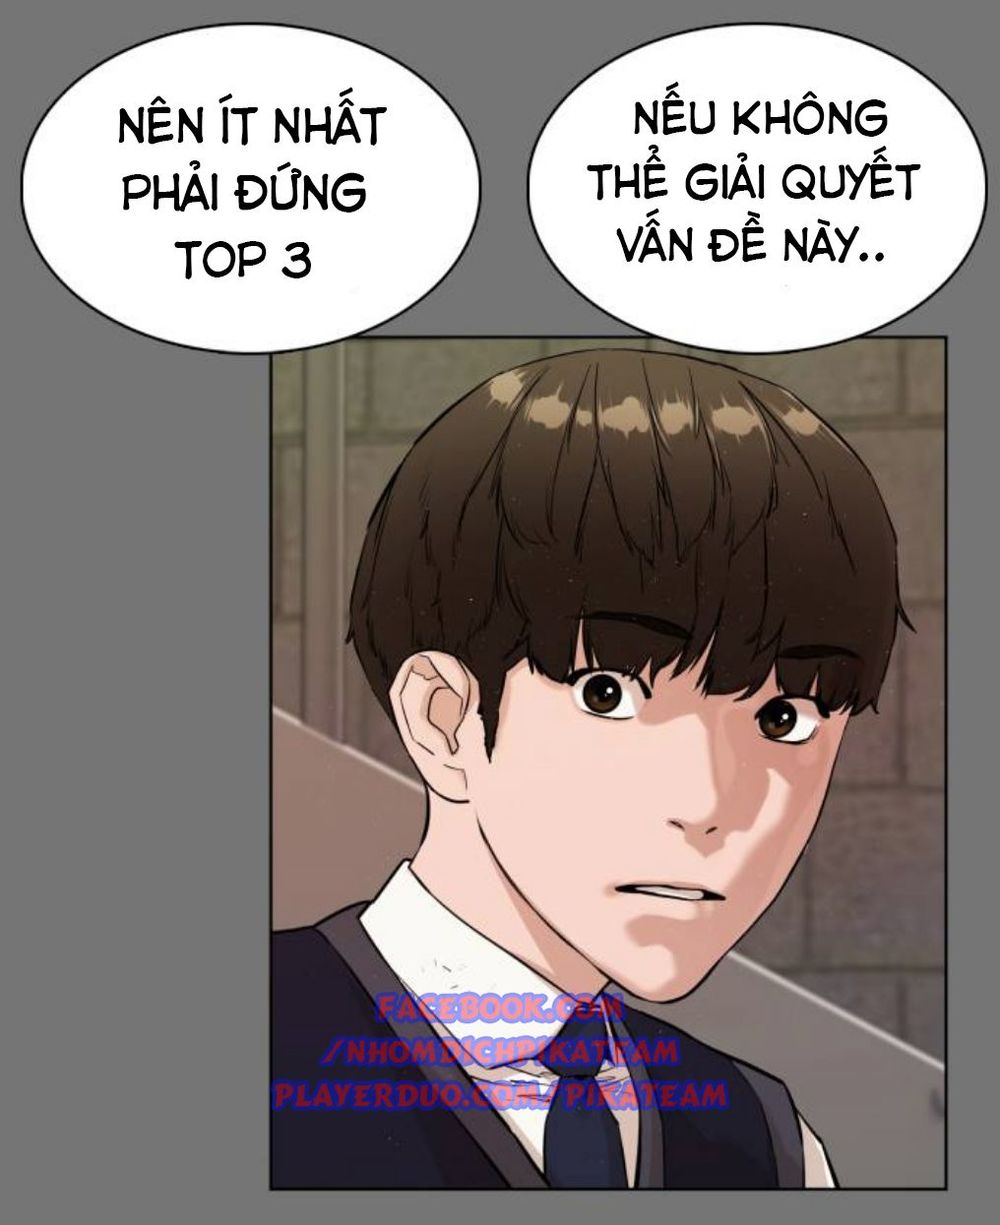 NÊN ÍT NHẤT
PHẢI ĐỨNG
TOP 3
NẾU KHÔNG
THỂ GIẢI QUYẾT
VẤN ĐỀ NÀY..
FACEBOOK.COM
/NHOMDICHPIKATEAM
PLAYERDUO.COM/PIKATEAM